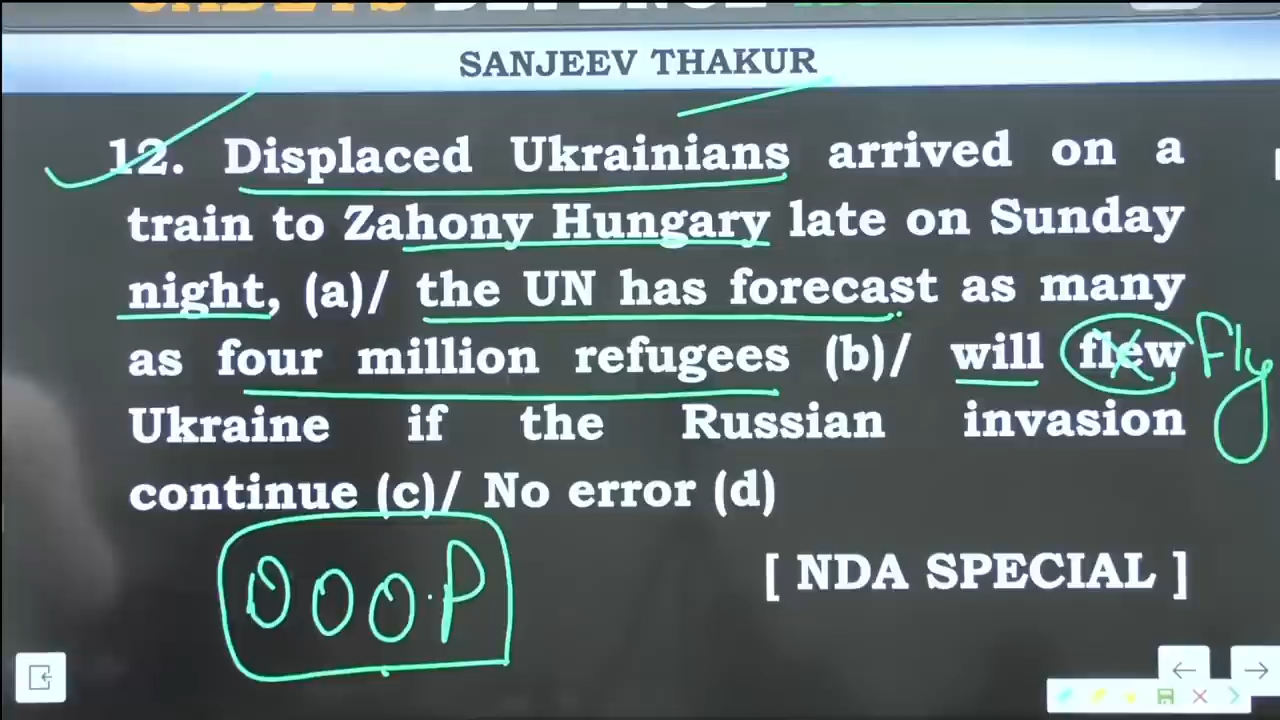 SANJEEV THAKUR
12. Displaced Ukrainians arrived on a
train to Zahony Hungary late on Sunday
night, (a)/ the UN has forecast as many
as four million refugees (b)/ will flew Fly
Ukraine if the Russian invasion
continue (c)/ No error (d)
OOO.P
[ NDA SPECIAL ]